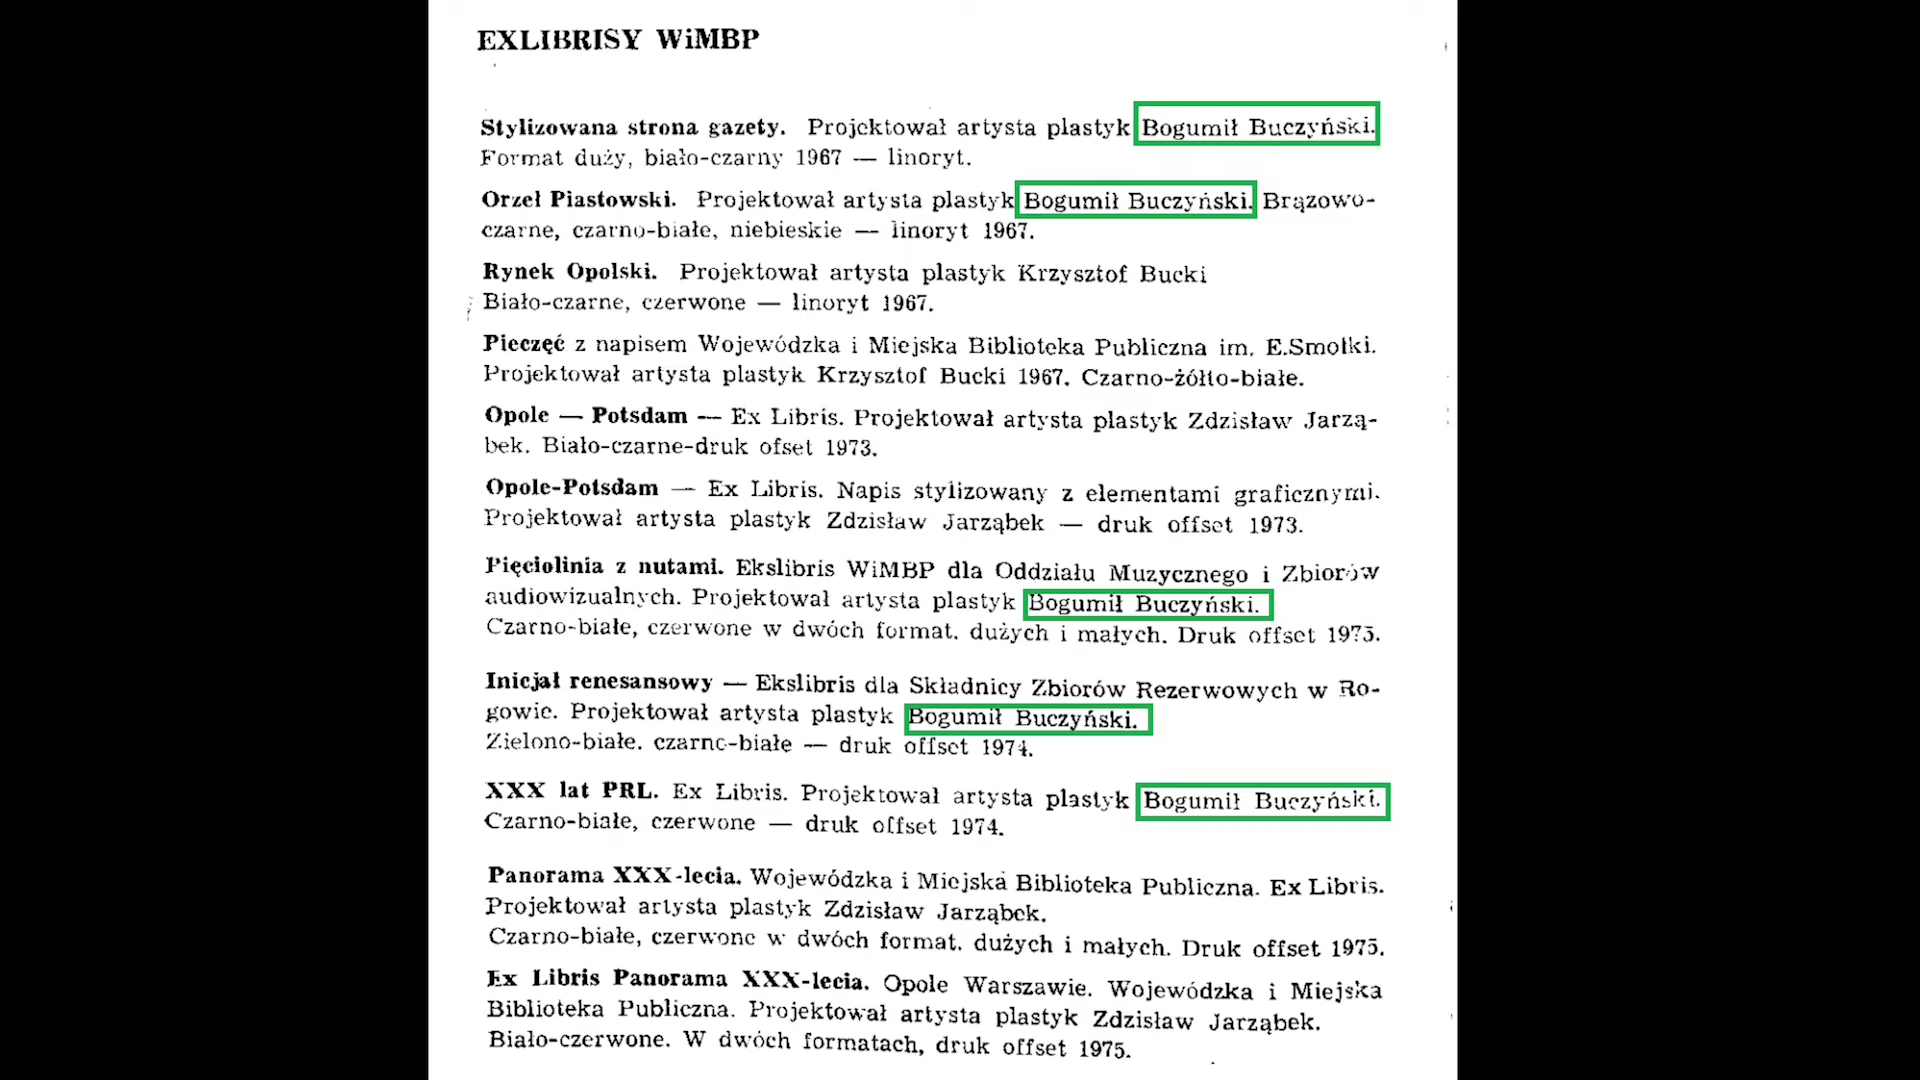 EXLIBRISY WiMBP
Stylizowana strona gazety. Projektował artysta plastyk Bogumił Buczyński.
Format duży, biało-czarny 1967 — linoryt.
Orzeł Piastowski. Projektował artysta plastyk Bogumił Buczyński. Brązowo-
czarne, czarno-białe, niebieskie — linoryt 1967.
Rynek Opolski. Projektował artysta plastyk Krzysztof Bucki
Biało-czarne, czerwone — linoryt 1967.
Pieczęć z napisem Wojewódzka i Miejska Biblioteka Publiczna im. E.Smolki.
Projektował artysta plastyk Krzysztof Bucki 1967. Czarno-żółto-białe.
Opole — Potsdam — Ex Libris. Projektował artysta plastyk Zdzisław Jarzą-
bek. Biało-czarne-druk ofset 1973.
Opole-Potsdam — Ex Libris. Napis stylizowany z elementami graficznymi.
Projektował artysta plastyk Zdzisław Jarząbek — druk offset 1973.
Pięciolinia z nutami. Ekslibris WiMBP dla Oddziału Muzycznego i Zbiorów
audiowizualnych. Projektował artysta plastyk Bogumił Buczyński.
Czarno-białe, czerwone w dwóch format. dużych i małych. Druk offset 1975.
Inicjał renesansowy — Ekslibris dla Składnicy Zbiorów Rezerwowych w Ro-
gowie. Projektował artysta plastyk Bogumił Buczyński.
Zielono-białe. czarno-białe — druk offset 1974.
XXX lat PRL. Ex Libris. Projektował artysta plastyk Bogumił Buczyński.
Czarno-białe, czerwone — druk offset 1974.
Panorama XXX-lecia. Wojewódzka i Miejska Biblioteka Publiczna. Ex Libris.
Projektował artysta plastyk Zdzisław Jarząbek.
Czarno-białe, czerwone w dwóch format. dużych i małych. Druk offset 1975.
Ex Libris Panorama XXX-lecia. Opole Warszawie. Wojewódzka i Miejska
Biblioteka Publiczna. Projektował artysta plastyk Zdzisław Jarząbek.
Biało-czerwone. W dwóch formatach, druk offset 1975.